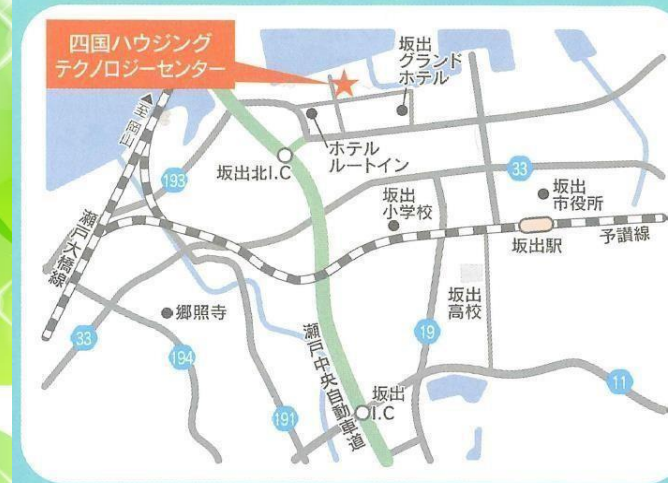 四国ハウジング
テクノロジーセンター
坂出
グランド
ホテル
至岡山
ホテル
ルートイン
坂出北I.C
193
33
坂出
市役所
坂出
小学校
瀬戸大橋線
坂出駅
予讃線
郷照寺
坂出
高校
33
194
19
瀬戸中央自動車道
坂出
I.C
11
191